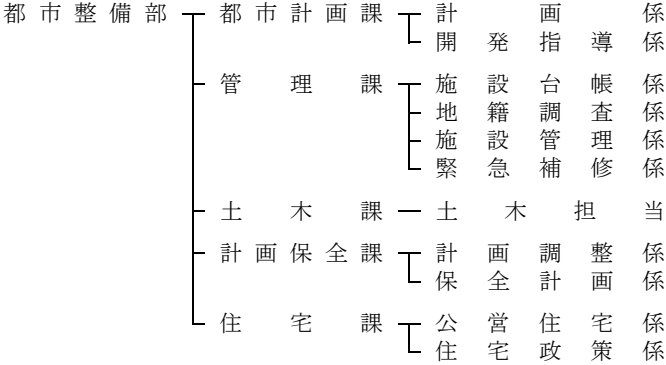 都市整備部 都市計画課 計画係
開発指導係
管理課 施設台帳係
地籍調査係
施設管理係
緊急補修係
土木課 土木担当
計画保全課 計画調整係
保全計画係
住宅課 公営住宅係
住宅政策係